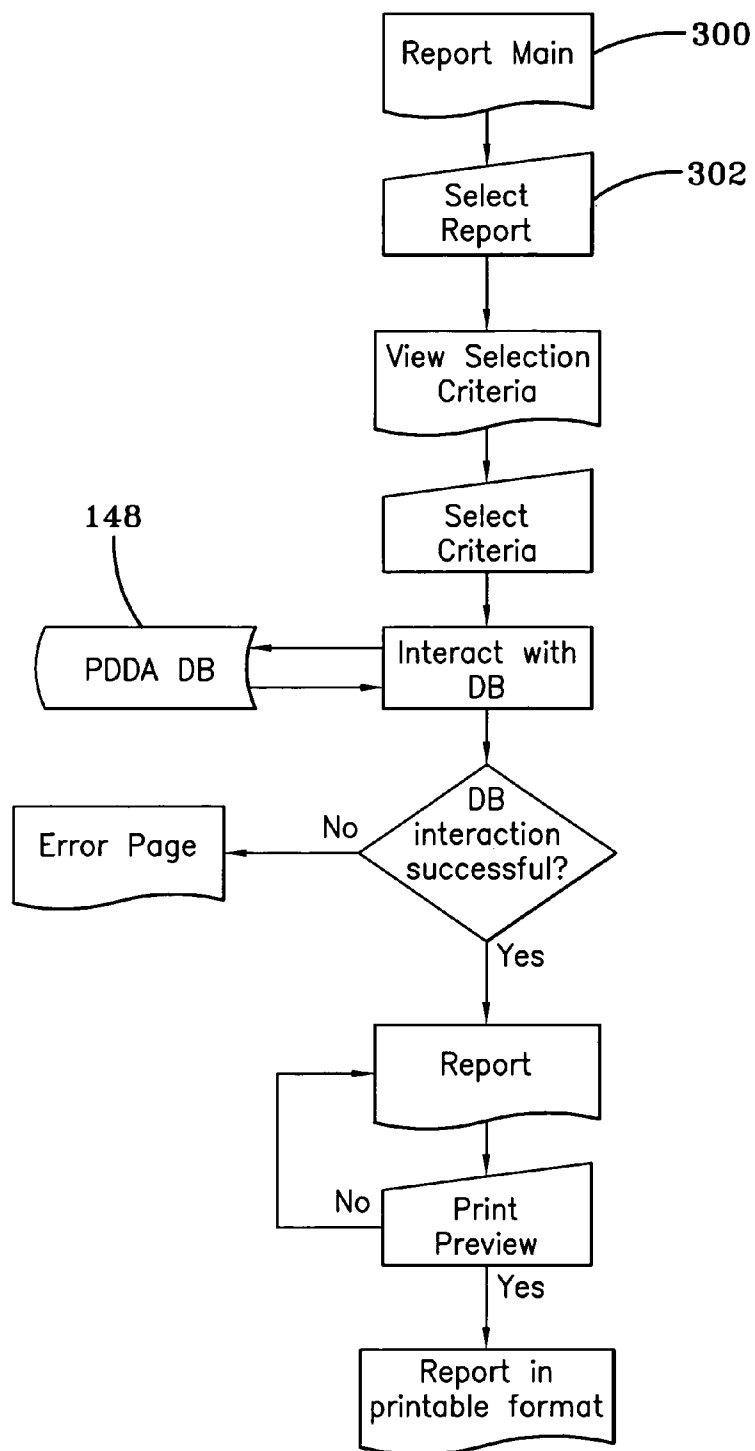 Report Main
300
Select
Report
302
View Selection
Criteria
Select
Criteria
148
PDDA DB
Interact with
DB
DB
interaction
successful?
No
Error Page
Yes
Report
No
Print
Preview
Yes
Report in
printable format